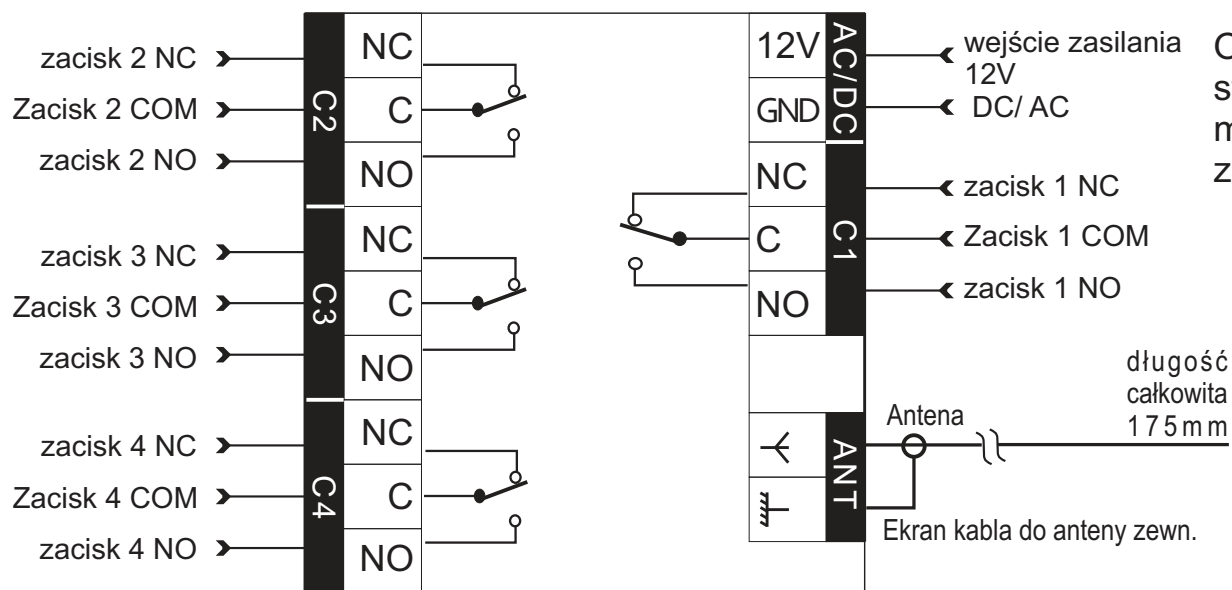 zacisk 2 NC
Zacisk 2 COM
zacisk 2 NO
zacisk 3 NC
Zacisk 3 COM
zacisk 3 NO
zacisk 4 NC
Zacisk 4 COM
zacisk 4 NO
C2
C3
C4
NC
C
NO
NC
C
NO
NC
C
NO
12V
GND
NC
C
NO
AC/DC
C1
ANT
wejście zasilania
12V
DC/ AC
zacisk 1 NC
Zacisk 1 COM
zacisk 1 NO
Antena
długość
całkowita
175mm
Ekran kabla do anteny zewn.